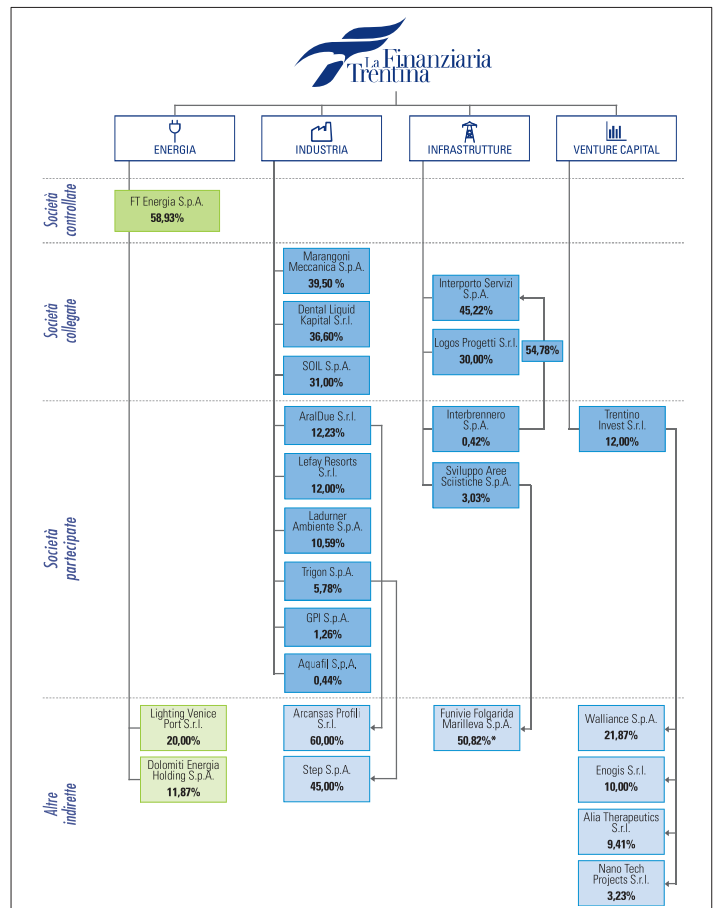 La Finanziaria
Trentina
ENERGIA
INDUSTRIA
INFRASTRUTTURE
VENTURE CAPITAL
Società
controllate
FT Energia S.p.A.
58,93%
Società
collegate
Marangoni
Meccanica S.p.A.
39,50 %
Dental Liquid
Kapital S.r.l.
36,60%
SOIL S.p.A.
31,00%
Interporto Servizi
S.p.A.
45,22%
Logos Progetti S.r.l.
30,00%
54,78%
Società
partecipate
AralDue S.r.l.
12,23%
Lefay Resorts
S.r.l.
12,00%
Ladurner
Ambiente S.p.A.
10,59%
Trigon S.p.A.
5,78%
GPI S.p.A.
1,26%
Aquafil S.p.A.
0,44%
Interbrennero
S.p.A.
0,42%
Sviluppo Aree
Sciistiche S.p.A.
3,03%
Trentino
Invest S.r.l.
12,00%
Altre
indirette
Lighting Venice
Port S.r.l.
20,00%
Dolomiti Energia
Holding S.p.A.
11,87%
Arcansas Profili
S.r.l.
60,00%
Step S.p.A.
45,00%
Funivie Folgarida
Marilleva S.p.A.
50,82%*
Walliance S.p.A.
21,87%
Enogis S.r.l.
10,00%
Alia Therapeutics
S.r.l.
9,41%
Nano Tech
Projects S.r.l.
3,23%